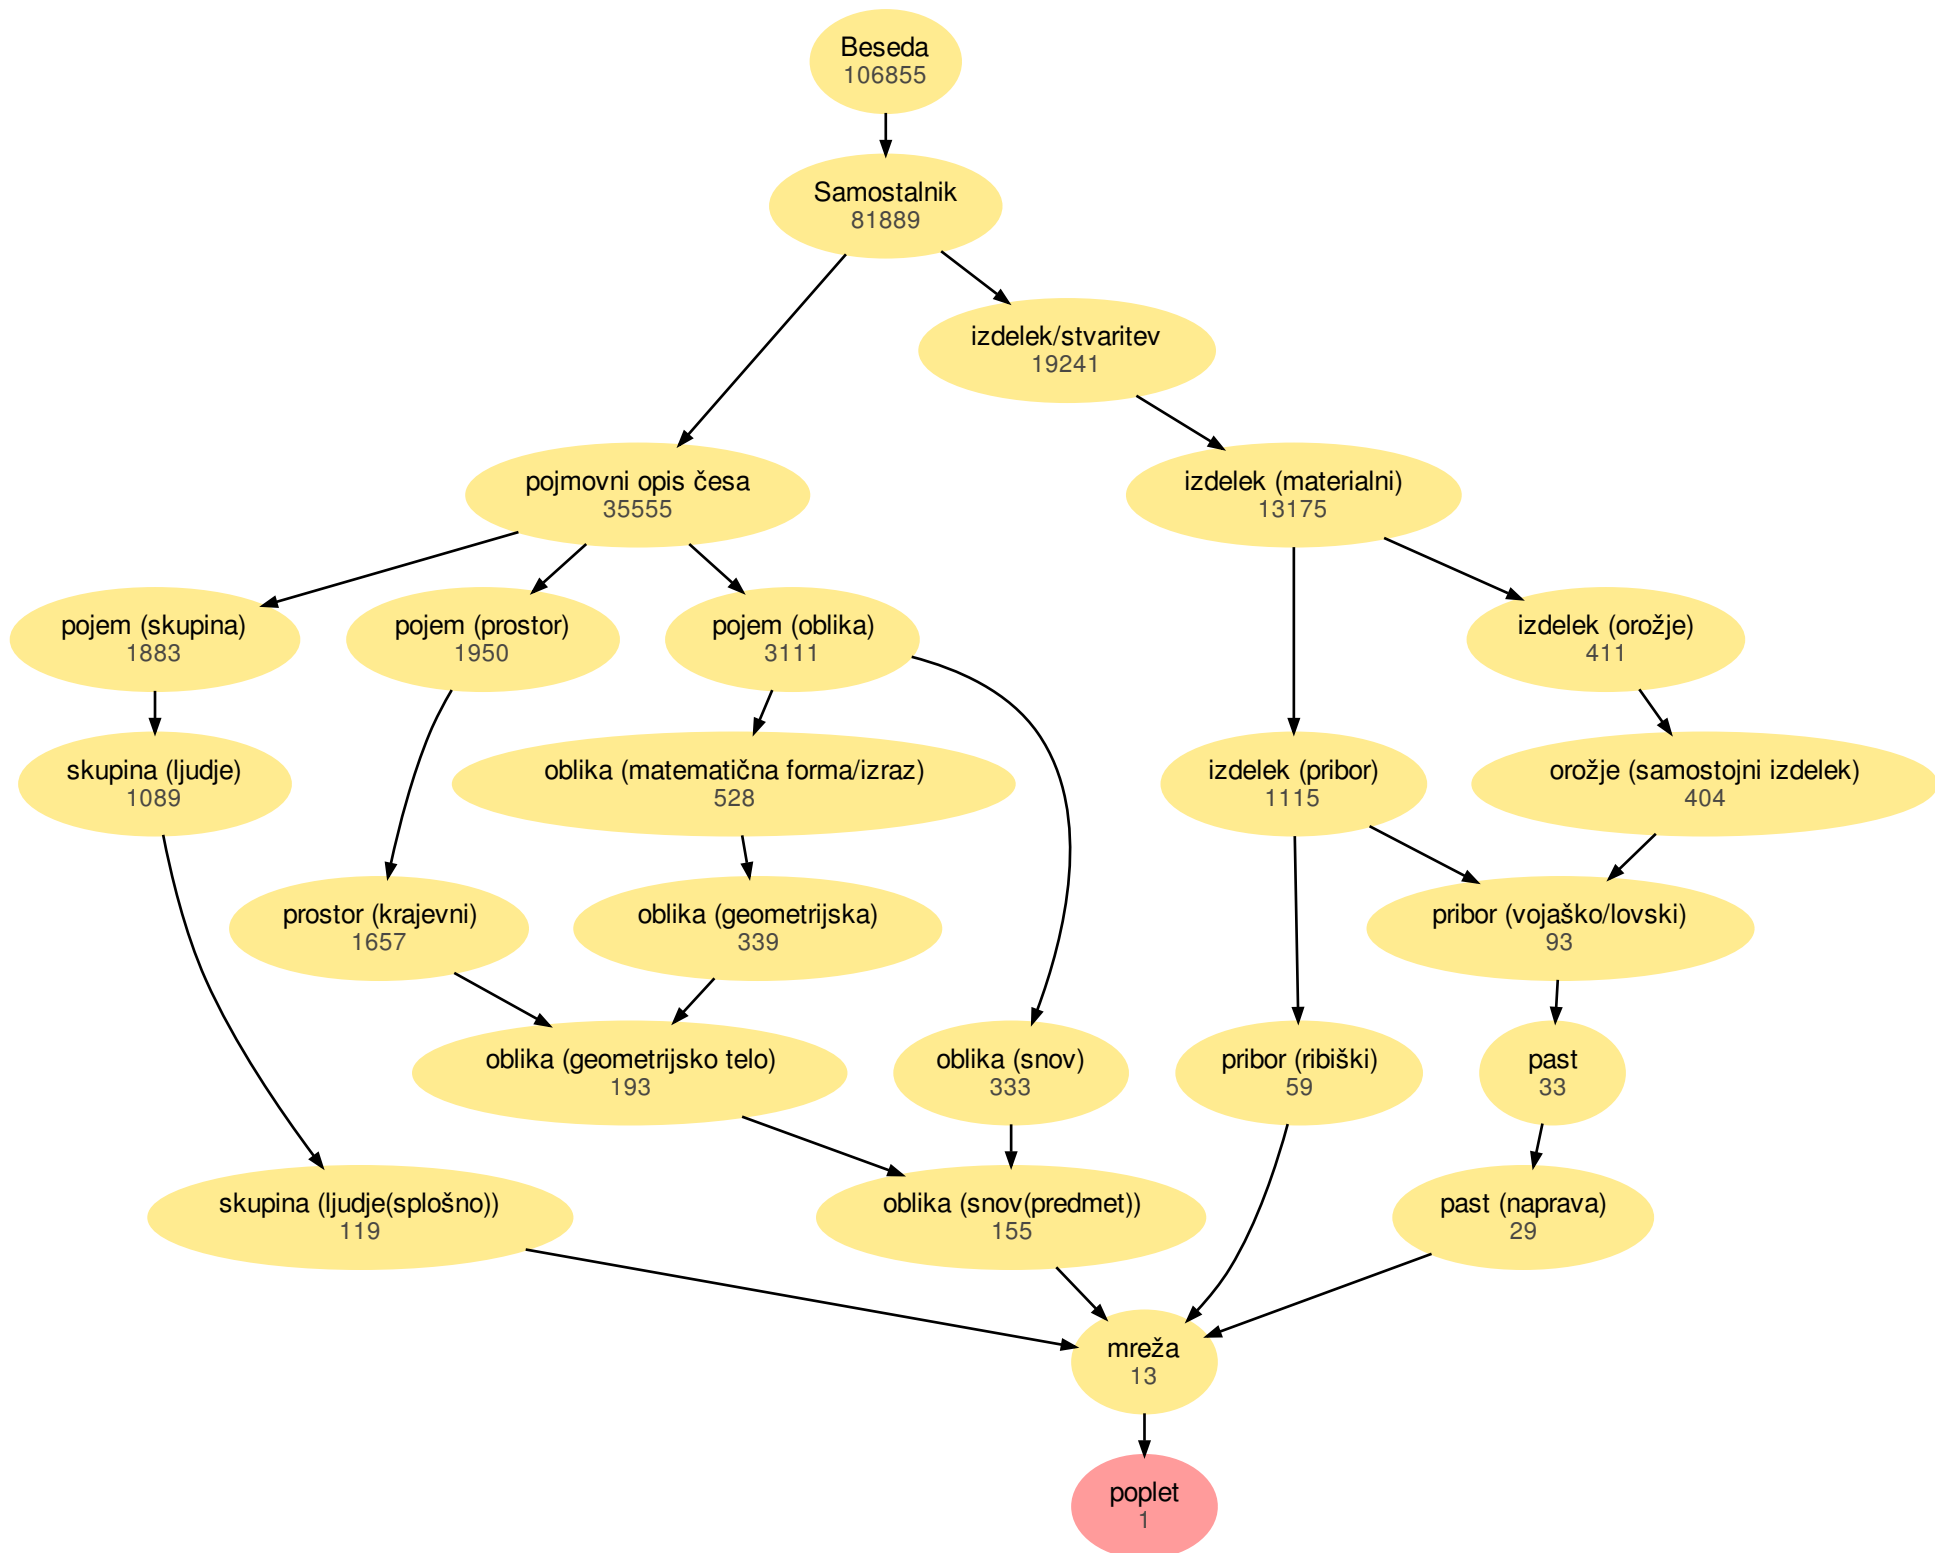 Beseda
106855
Samostalnik
81889
izdelek/stvaritev
19241
pojmovni opis česa
35555
izdelek (materialni)
13175
pojem (skupina)
1883
pojem (prostor)
1950
pojem (oblika)
3111
izdelek (orožje)
411
skupina (ljudje)
1089
oblika (matematična forma/izraz)
528
izdelek (pribor)
1115
orožje (samostojni izdelek)
404
prostor (krajevni)
1657
oblika (geometrijska)
339
pribor (vojaško/lovski)
93
oblika (geometrijsko telo)
193
oblika (snov)
333
pribor (ribiški)
59
past
33
skupina (ljudje(splošno))
119
oblika (snov(predmet))
155
past (naprava)
29
mreža
13
poplet
1